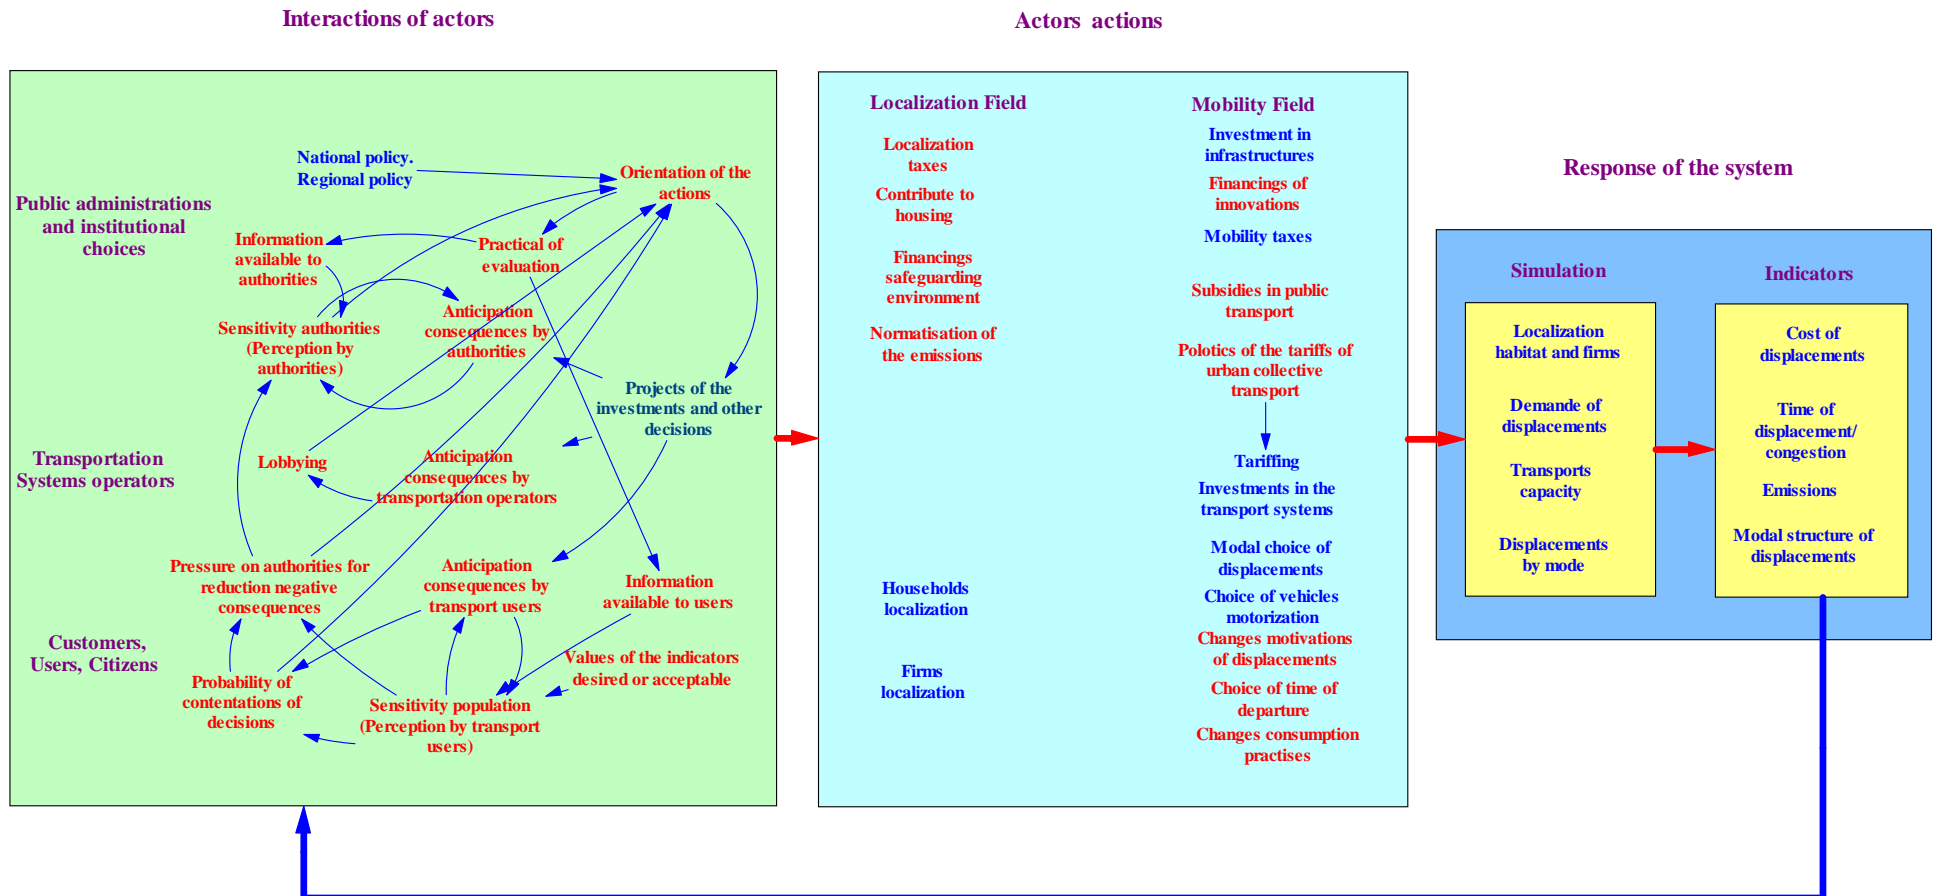 Interactions of actors
Actors actions
Response of the system
Public administrations
and institutional
choices
Transportation
Systems operators
Customers,
Users, Citizens
National policy.
Regional policy
Orientation of the
actions
Information
available to
authorities
Practical of
evaluation
Sensitivity authorities
(Perception by
authorities)
Anticipation
consequences by
authorities
Projects of the
investments and other
decisions
Lobbying
Anticipation
consequences by
transportation operators
Pressure on authorities for
reduction negative
consequences
Anticipation
consequences by
transport users
Information
available to users
Probability of
contentations of
decisions
Sensitivity population
(Perception by transport
users)
Values of the indicators
desired or acceptable
Localization Field
Localization
taxes
Contribute to
housing
Financings
safeguarding
environment
Normatisation of
the emissions
Households
localization
Firms
localization
Mobility Field
Investment in
infrastructures
Financings of
innovations
Mobility taxes
Subsidies in public
transport
Polotics of the tariffs of
urban collective
transport
Tariffing
Investments in the
transport systems
Modal choice of
displacements
Choice of vehicles
motorization
Changes motivations
of displacements
Choice of time of
departure
Changes consumption
practises
Simulation
Localization
habitat and firms
Demande of
displacements
Transports
capacity
Displacements
by mode
Indicators
Cost of
displacements
Time of
displacement/
congestion
Emissions
Modal structure of
displacements